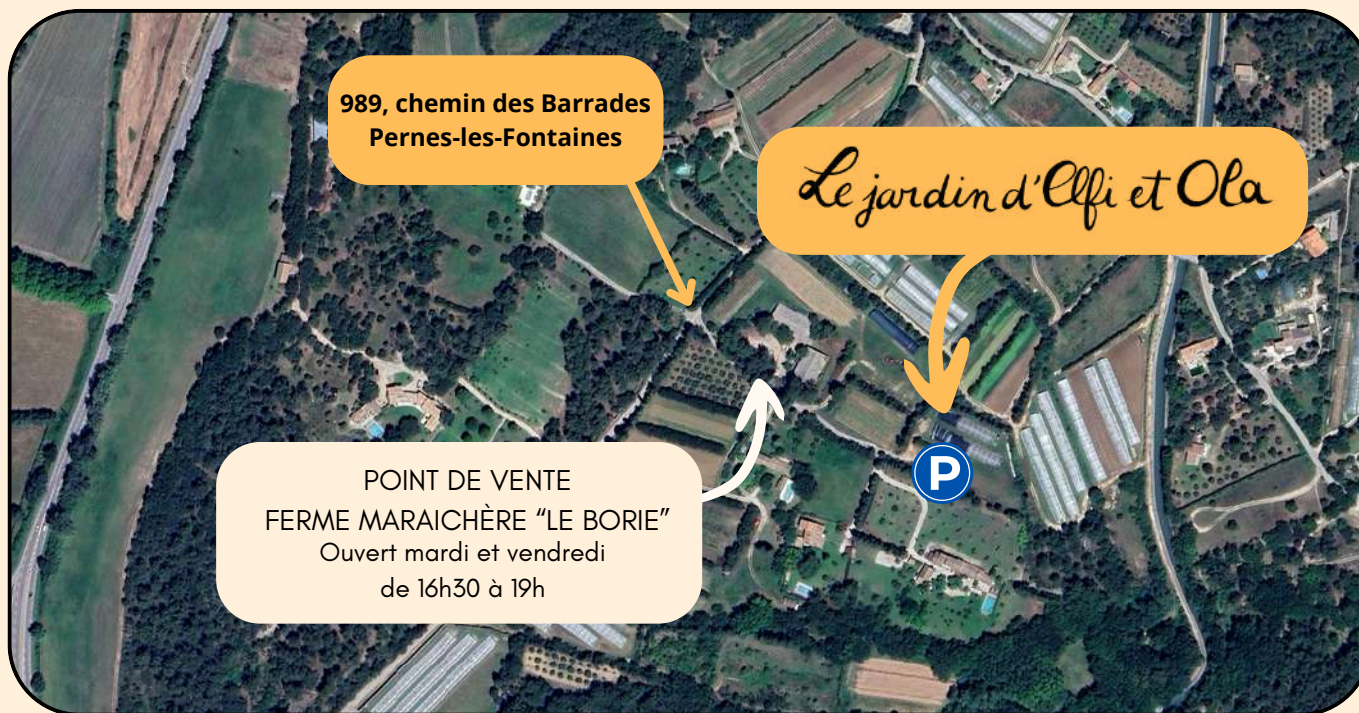 989, chemin des Barrades
Pernes-les-Fontaines
Le jardin d'Elfi et Ola
P
POINT DE VENTE
FERME MARAICHÈRE “LE BORIE”
Ouvert mardi et vendredi
de 16h30 à 19h